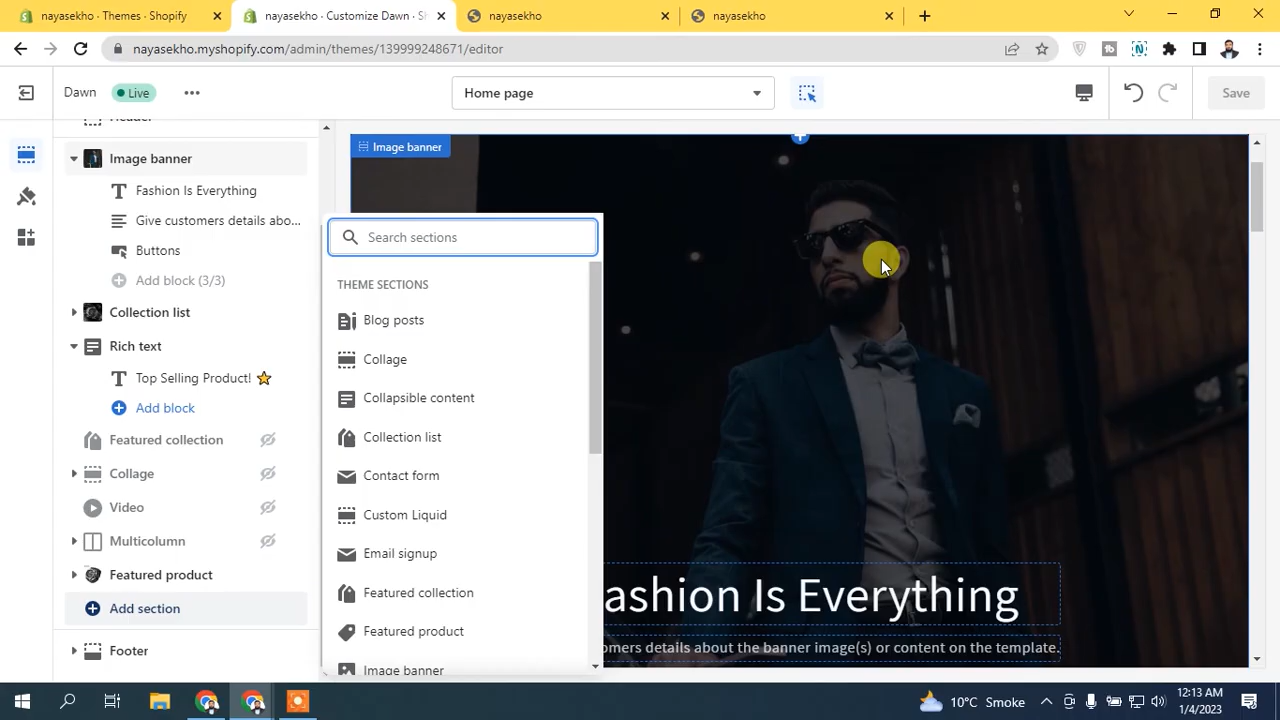 nayasekho - Themes · Shopify
nayasekho · Customize Dawn · Sh
nayasekho
nayasekho
nayasekho.myshopify.com/admin/themes/139999248671/editor
Dawn
Live
Home page
Save
Header
Image banner
Fashion Is Everything
Give customers details abo...
Buttons
Add block (3/3)
Collection list
Rich text
Top Selling Product! ⭐
Add block
Featured collection
Collage
Video
Multicolumn
Featured product
Add section
Footer
Search sections
THEME SECTIONS
Blog posts
Collage
Collapsible content
Collection list
Contact form
Custom Liquid
Email signup
Featured collection
Featured product
Image banner
Image banner
ashion Is Everything
omers details about the banner image(s) or content on the template.
10°C Smoke
12:13 AM
1/4/2023